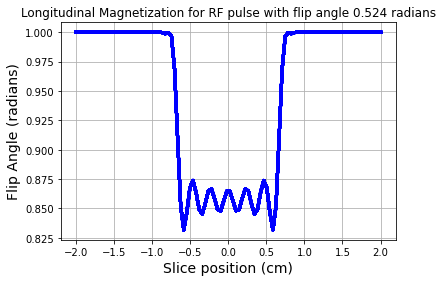 Longitudinal Magnetization for RF pulse with flip angle 0.524 radians
Flip Angle (radians)
1.000
0.975
0.950
0.925
0.900
0.875
0.850
0.825
−2.0 −1.5 −1.0 −0.5 0.0 0.5 1.0 1.5 2.0
Slice position (cm)